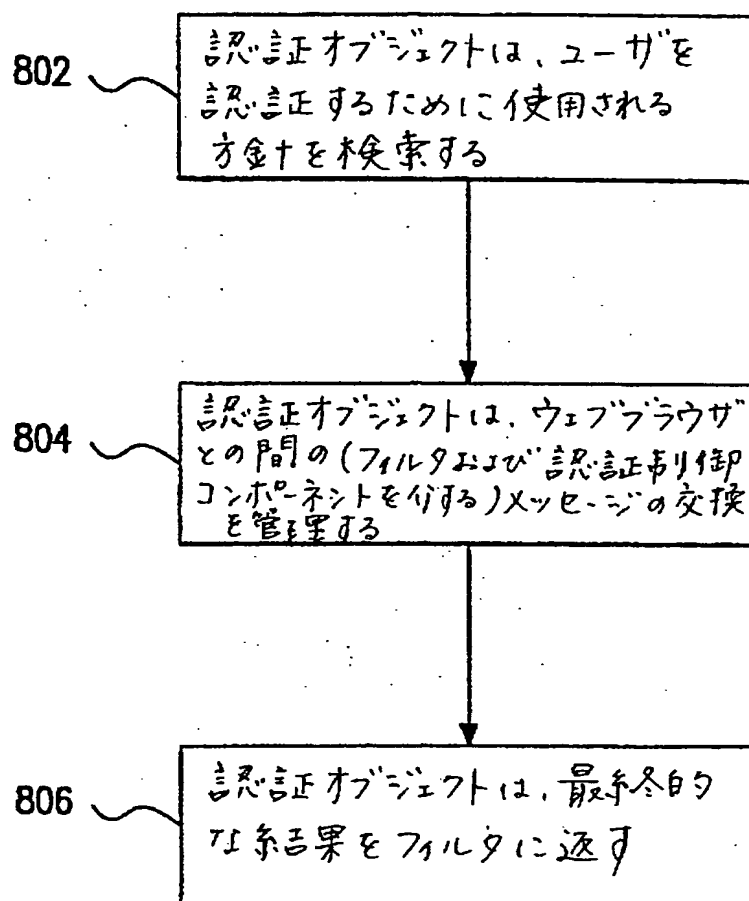 802
認証オブジェクトは、ユーザを
認証するために使用される
方針を検索する
804
認証オブジェクトは、ウェブブラウザ
との間の(フィルタおよび認証制御
コンポーネントを介する)メッセージの交換
を管理する
806
認証オブジェクトは、最終的
な結果をフィルタに返す